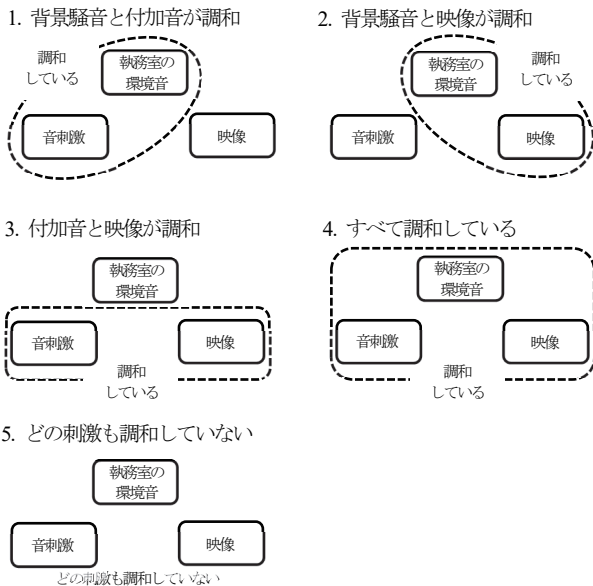 1. 背景騒音と付加音が調和
調和
している
執務室の
環境音
音刺激
映像
2. 背景騒音と映像が調和
執務室の
環境音
調和
している
音刺激
映像
3. 付加音と映像が調和
執務室の
環境音
音刺激
映像
調和
している
4. すべて調和している
執務室の
環境音
音刺激
映像
調和
している
5. どの刺激も調和していない
執務室の
環境音
音刺激
映像
どの刺激も調和していない